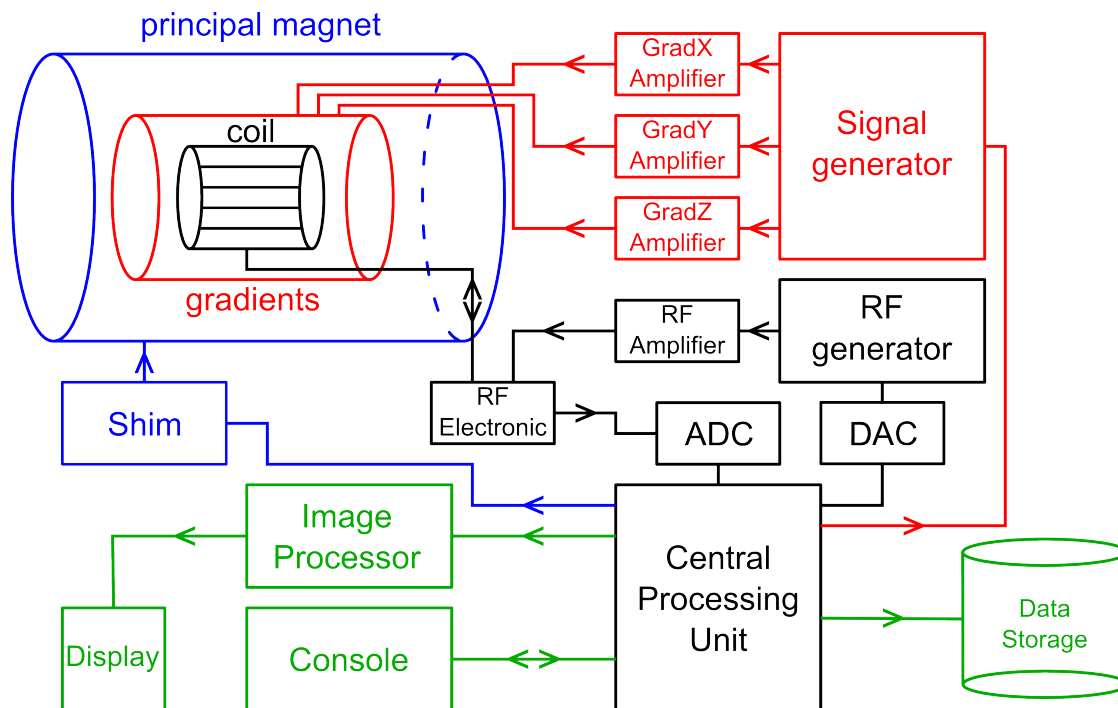 principal magnet
coil
gradients
GradX
Amplifier
GradY
Amplifier
GradZ
Amplifier
Signal
generator
RF
Amplifier
RF
generator
Shim
RF
Electronic
ADC
DAC
Image
Processor
Central
Processing
Unit
Display
Console
Data
Storage